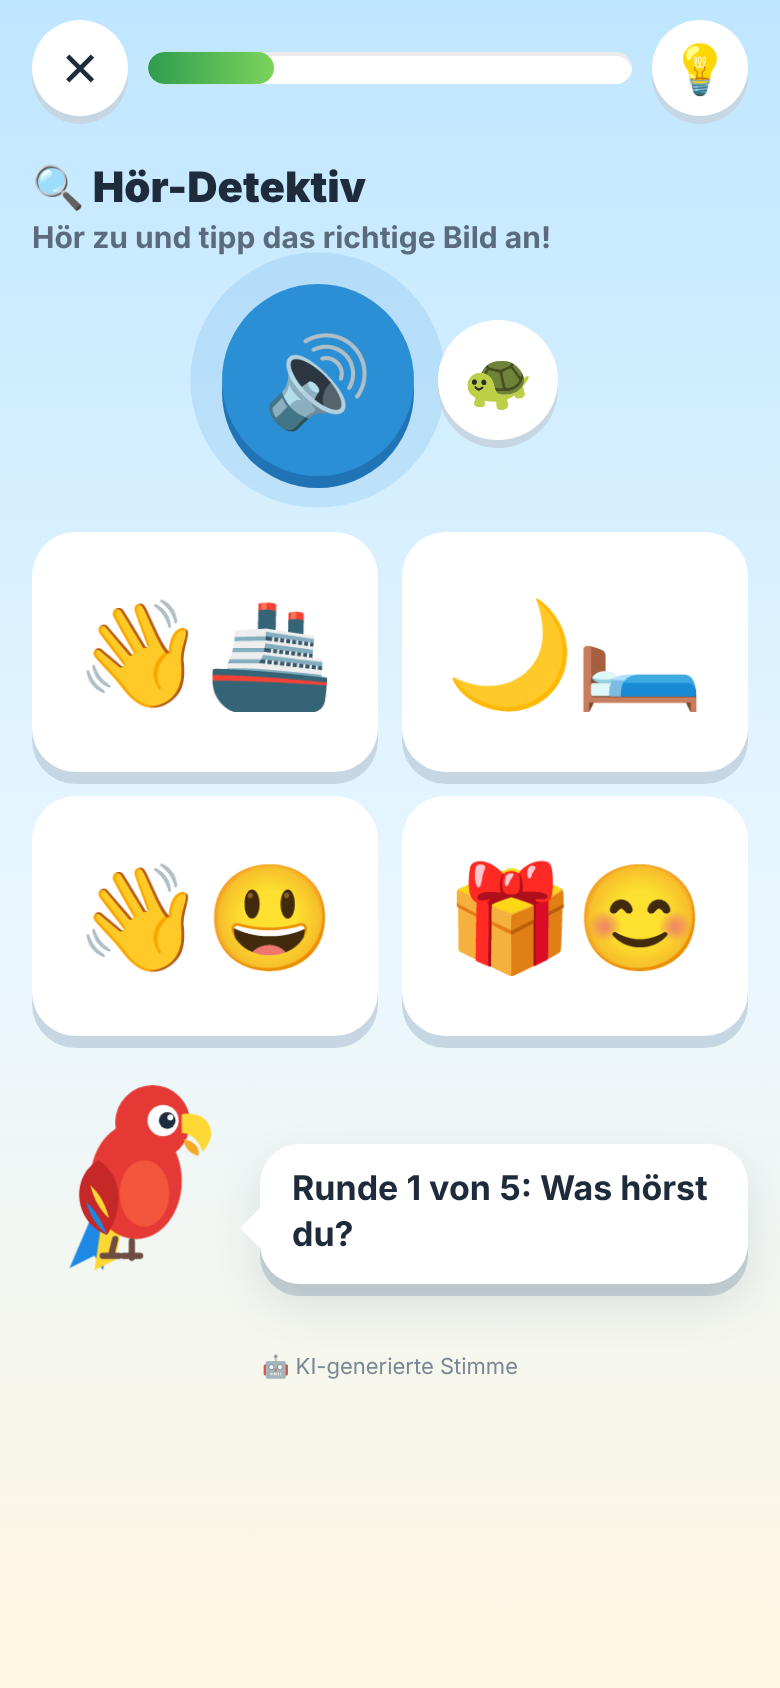 Hör-Detektiv
Hör zu und tipp das richtige Bild an!
Runde 1 von 5: Was hörst
du?
KI-generierte Stimme